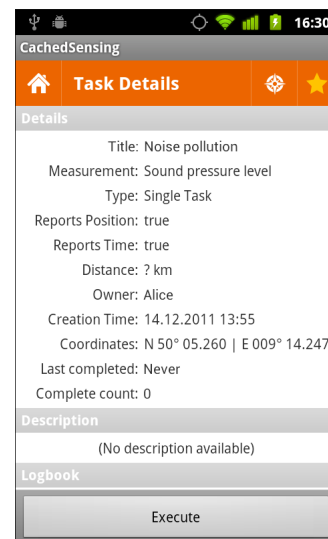 16:30
CachedSensing
Task Details
Details
Title: Noise pollution
Measurement: Sound pressure level
Type: Single Task
Reports Position: true
Reports Time: true
Distance: ? km
Owner: Alice
Creation Time: 14.12.2011 13:55
Coordinates: N 50° 05.260 | E 009° 14.247
Last completed: Never
Complete count: 0
Description
(No description available)
Logbook
Execute